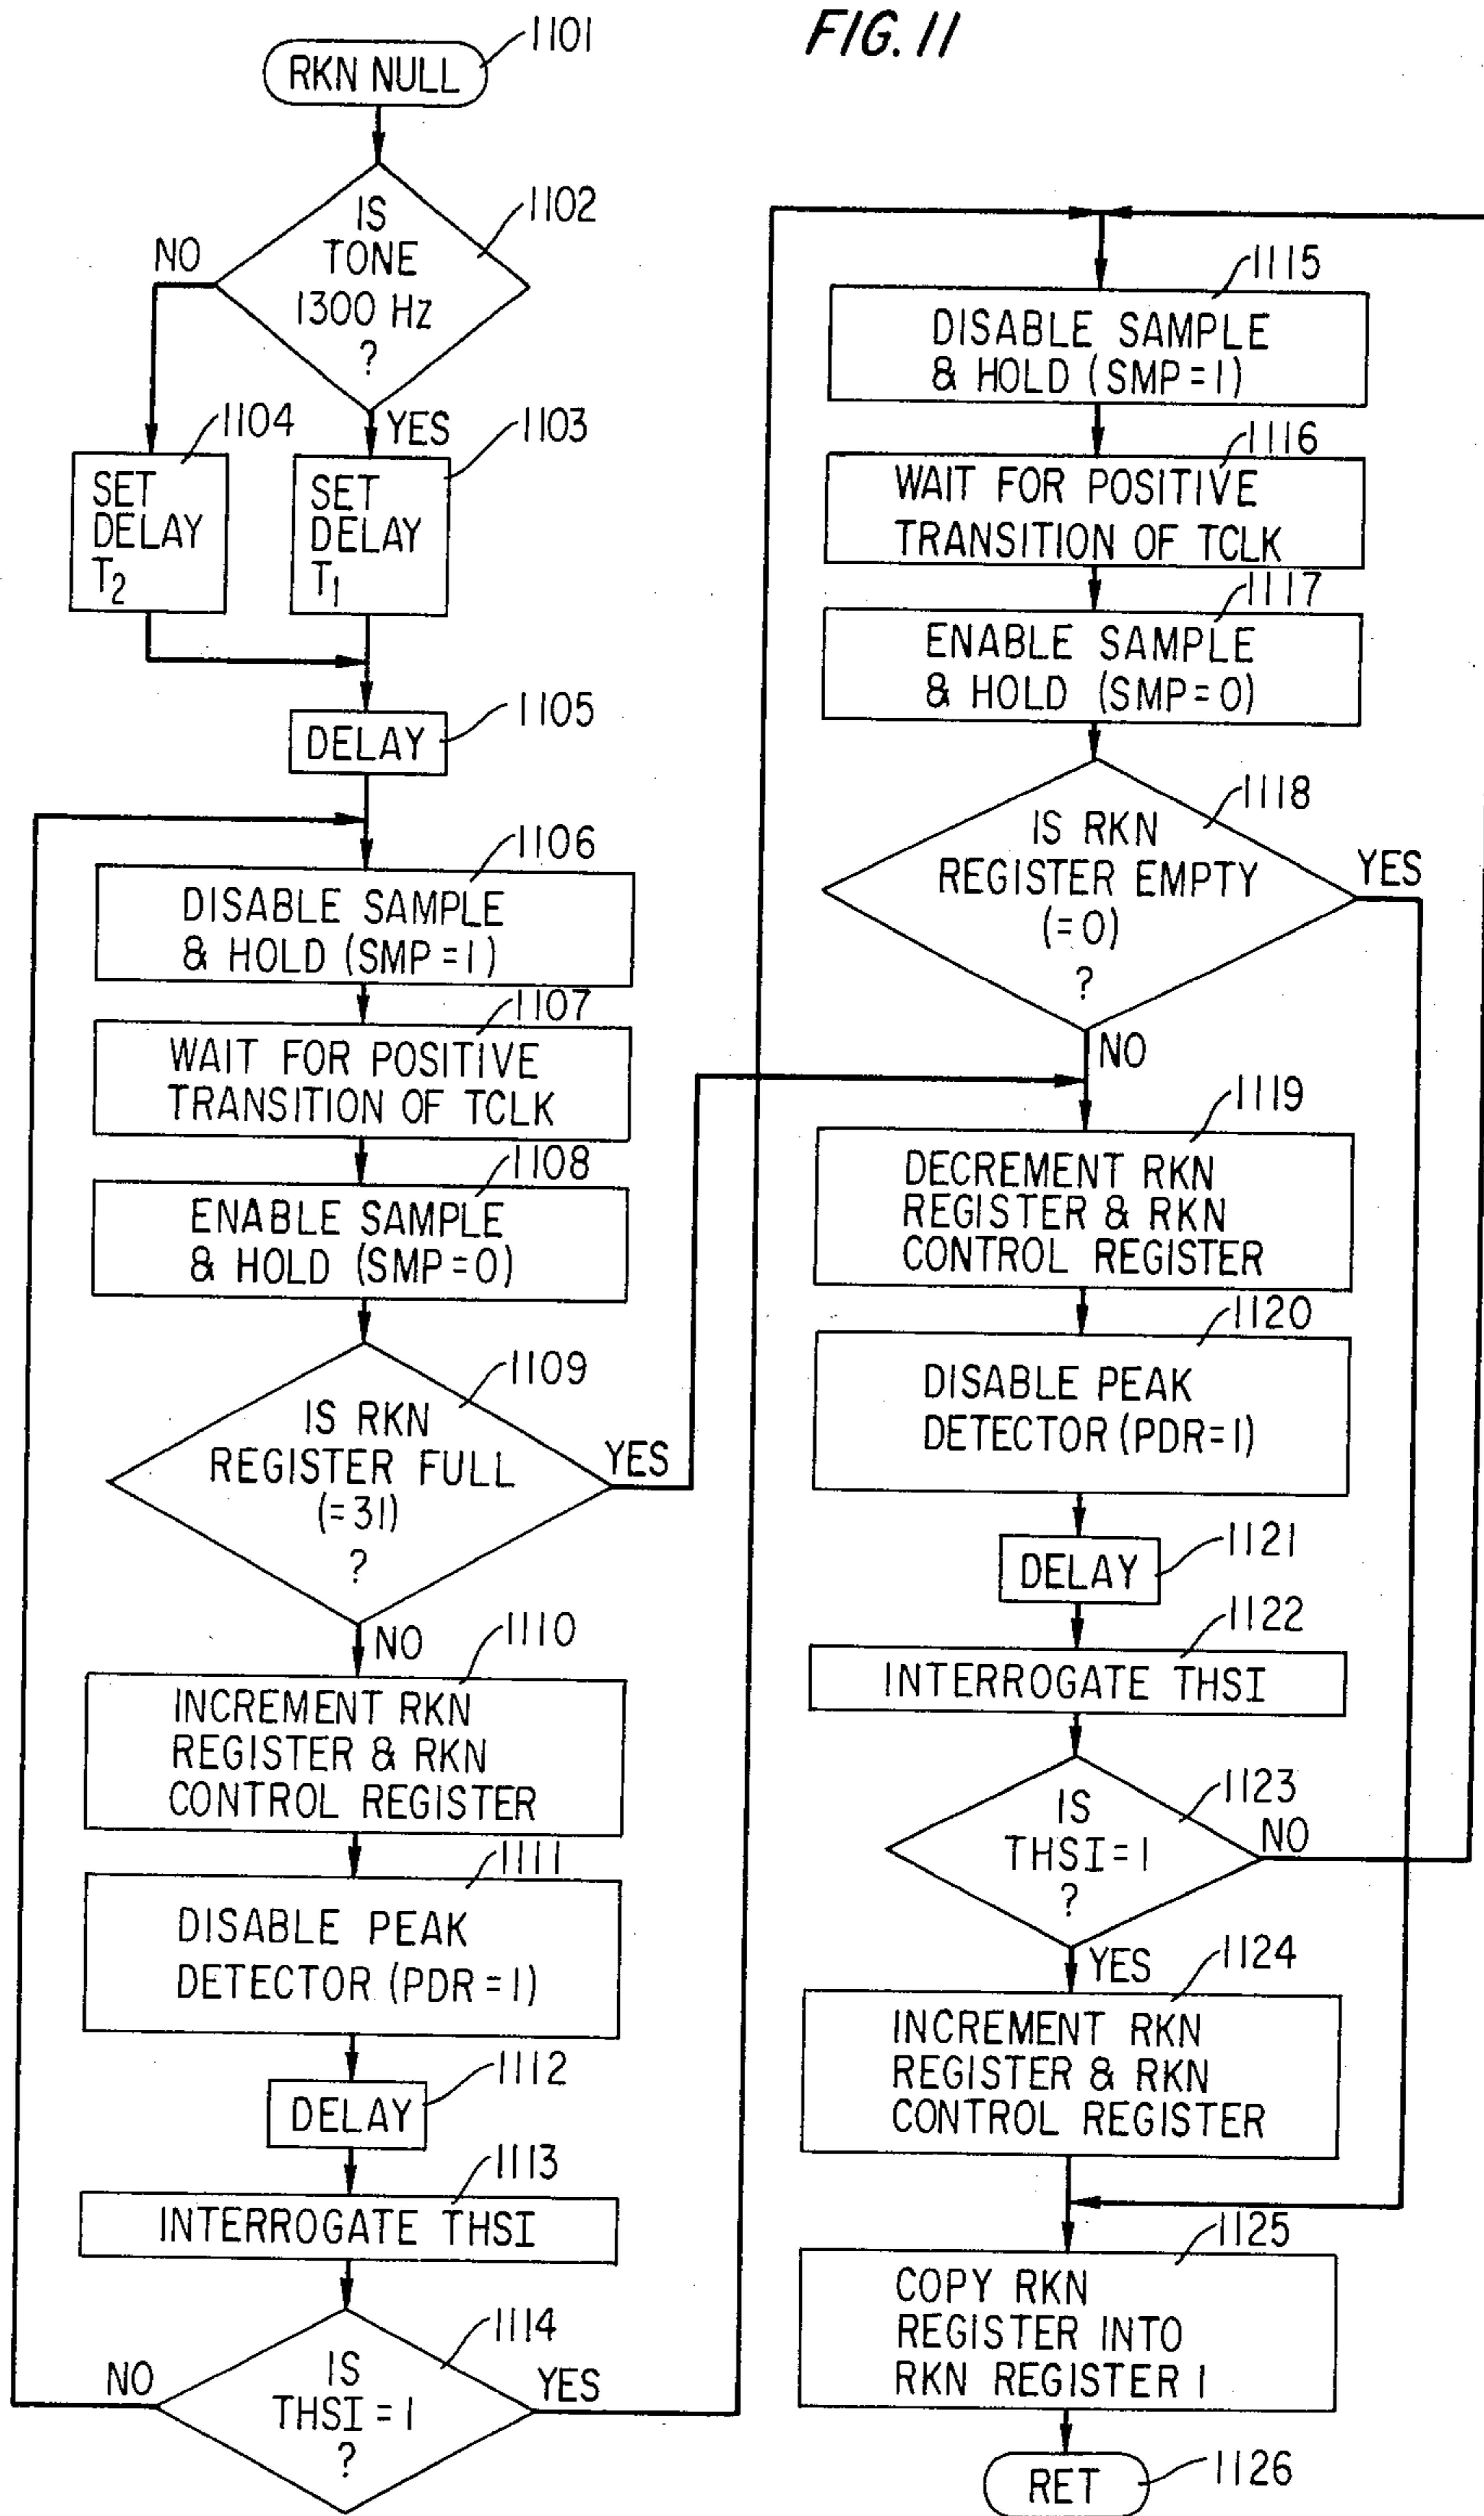 FIG. 11
RKN NULL
1101
IS
TONE
1300 HZ
?
1102
NO
YES
1104
SET
DELAY
T2
1103
SET
DELAY
T1
DELAY
1105
1106
DISABLE SAMPLE
& HOLD (SMP=1)
1107
WAIT FOR POSITIVE
TRANSITION OF TCLK
1108
ENABLE SAMPLE
& HOLD (SMP=0)
1109
IS RKN
REGISTER FULL
(=31)
?
YES
NO
1110
INCREMENT RKN
REGISTER & RKN
CONTROL REGISTER
1111
DISABLE PEAK
DETECTOR (PDR=1)
1112
DELAY
1113
INTERROGATE THSI
1114
IS
THSI=1
?
NO
YES
1115
DISABLE SAMPLE
& HOLD (SMP=1)
1116
WAIT FOR POSITIVE
TRANSITION OF TCLK
1117
ENABLE SAMPLE
& HOLD (SMP=0)
1118
IS RKN
REGISTER EMPTY
(=0)
?
YES
NO
1119
DECREMENT RKN
REGISTER & RKN
CONTROL REGISTER
1120
DISABLE PEAK
DETECTOR (PDR=1)
1121
DELAY
1122
INTERROGATE THSI
1123
IS
THSI=1
?
NO
YES
1124
INCREMENT RKN
REGISTER & RKN
CONTROL REGISTER
1125
COPY RKN
REGISTER INTO
RKN REGISTER 1
RET
1126